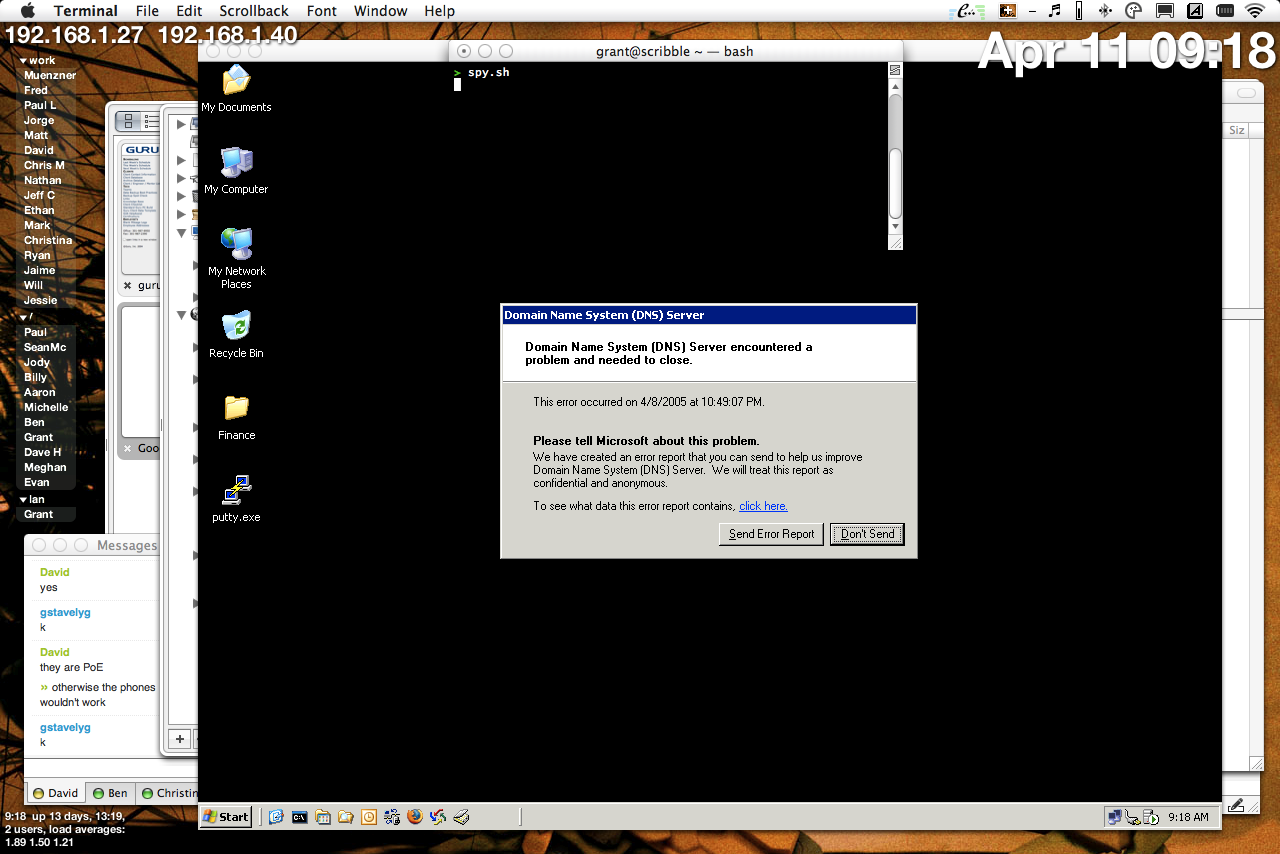 Terminal File Edit Scrollback Font Window Help
192.168.1.27 192.168.1.40
Apr 11 09:18
work
Muenzner
Fred
Paul L
Jorge
Matt
David
Chris M
Nathan
Jeff C
Ethan
Mark
Christina
Ryan
Jaime
Will
Jessie
/
Paul
SeanMc
Jody
Billy
Aaron
Michelle
Ben
Grant
Dave H
Meghan
Evan
lan
Grant
GURU
guru
Goo
grant@scribble ~ — bash
> spy.sh
Siz
My Documents
My Computer
My Network
Places
Recycle Bin
Finance
putty.exe
Domain Name System (DNS) Server
Domain Name System (DNS) Server encountered a
problem and needed to close.
This error occurred on 4/8/2005 at 10:49:07 PM.
Please tell Microsoft about this problem.
We have created an error report that you can send to help us improve
Domain Name System (DNS) Server. We will treat this report as
confidential and anonymous.
To see what data this error report contains, click here.
Send Error Report Don't Send
Messages
David
yes
gstavelyg
k
David
they are PoE
» otherwise the phones
wouldn't work
gstavelyg
k
David Ben Christin
Start
9:18 AM
9:18 up 13 days, 13:19,
2 users, load averages:
1.89 1.50 1.21